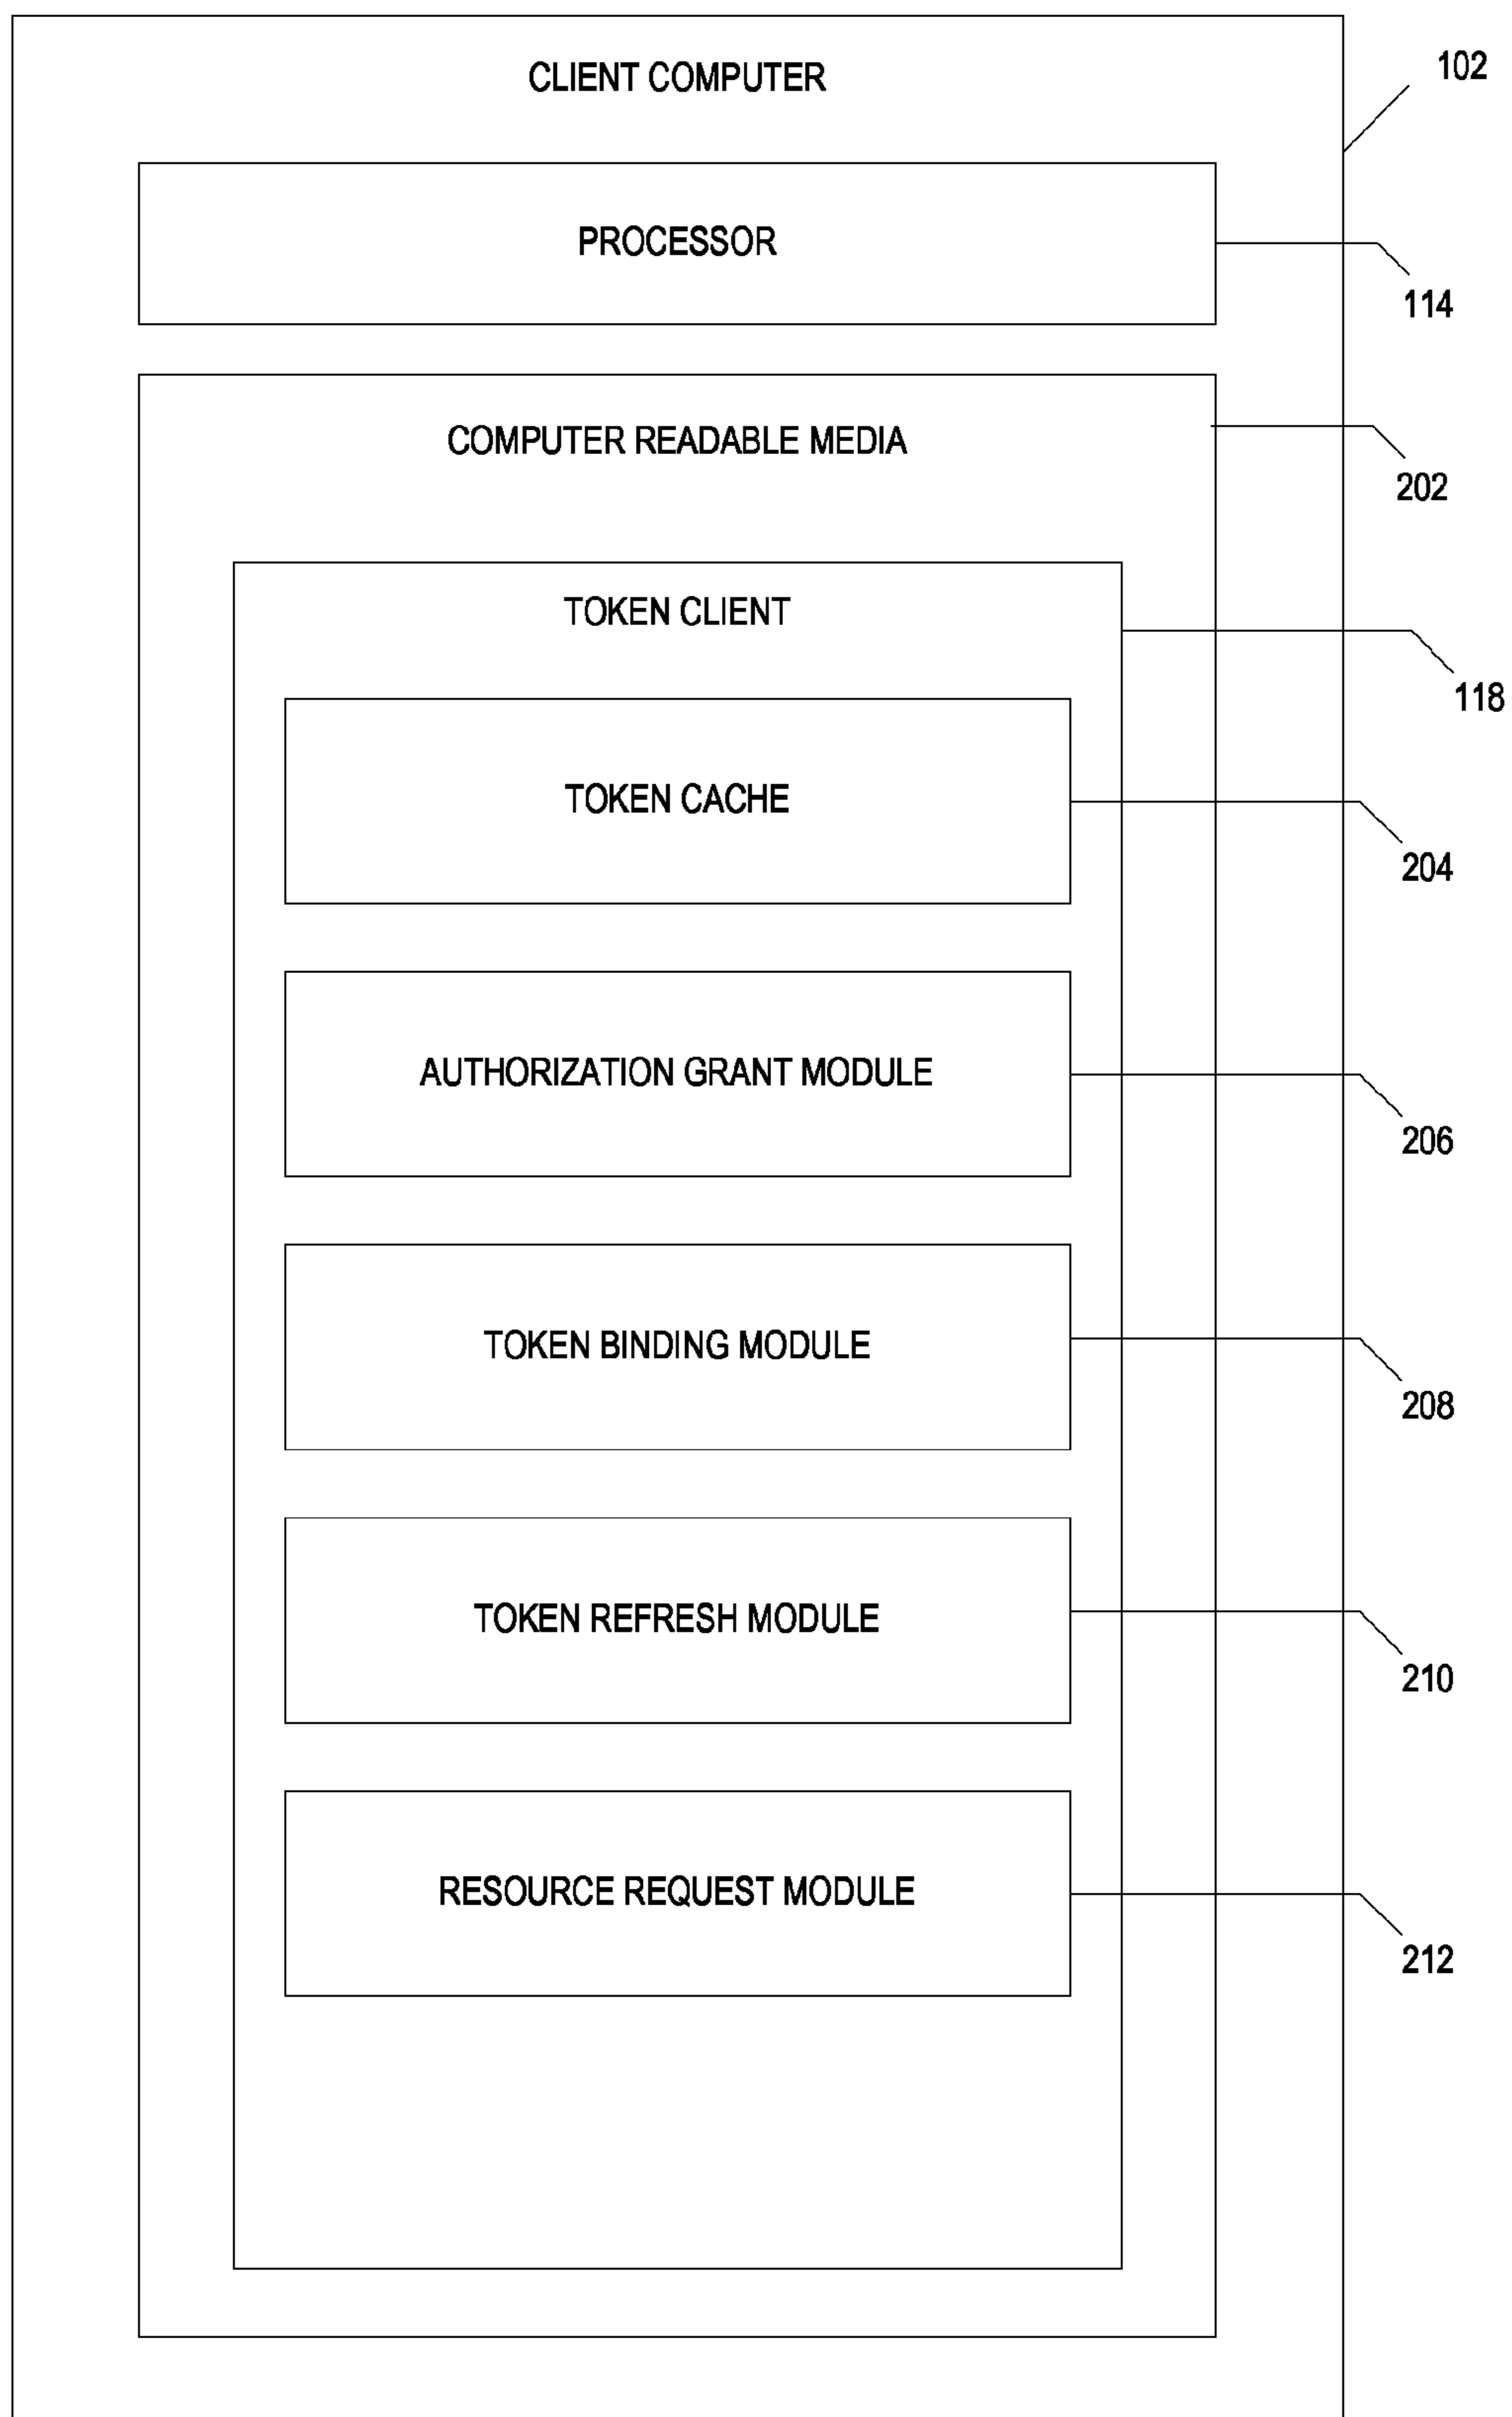 CLIENT COMPUTER
102
PROCESSOR
114
COMPUTER READABLE MEDIA
202
TOKEN CLIENT
118
TOKEN CACHE
204
AUTHORIZATION GRANT MODULE
206
TOKEN BINDING MODULE
208
TOKEN REFRESH MODULE
210
RESOURCE REQUEST MODULE
212